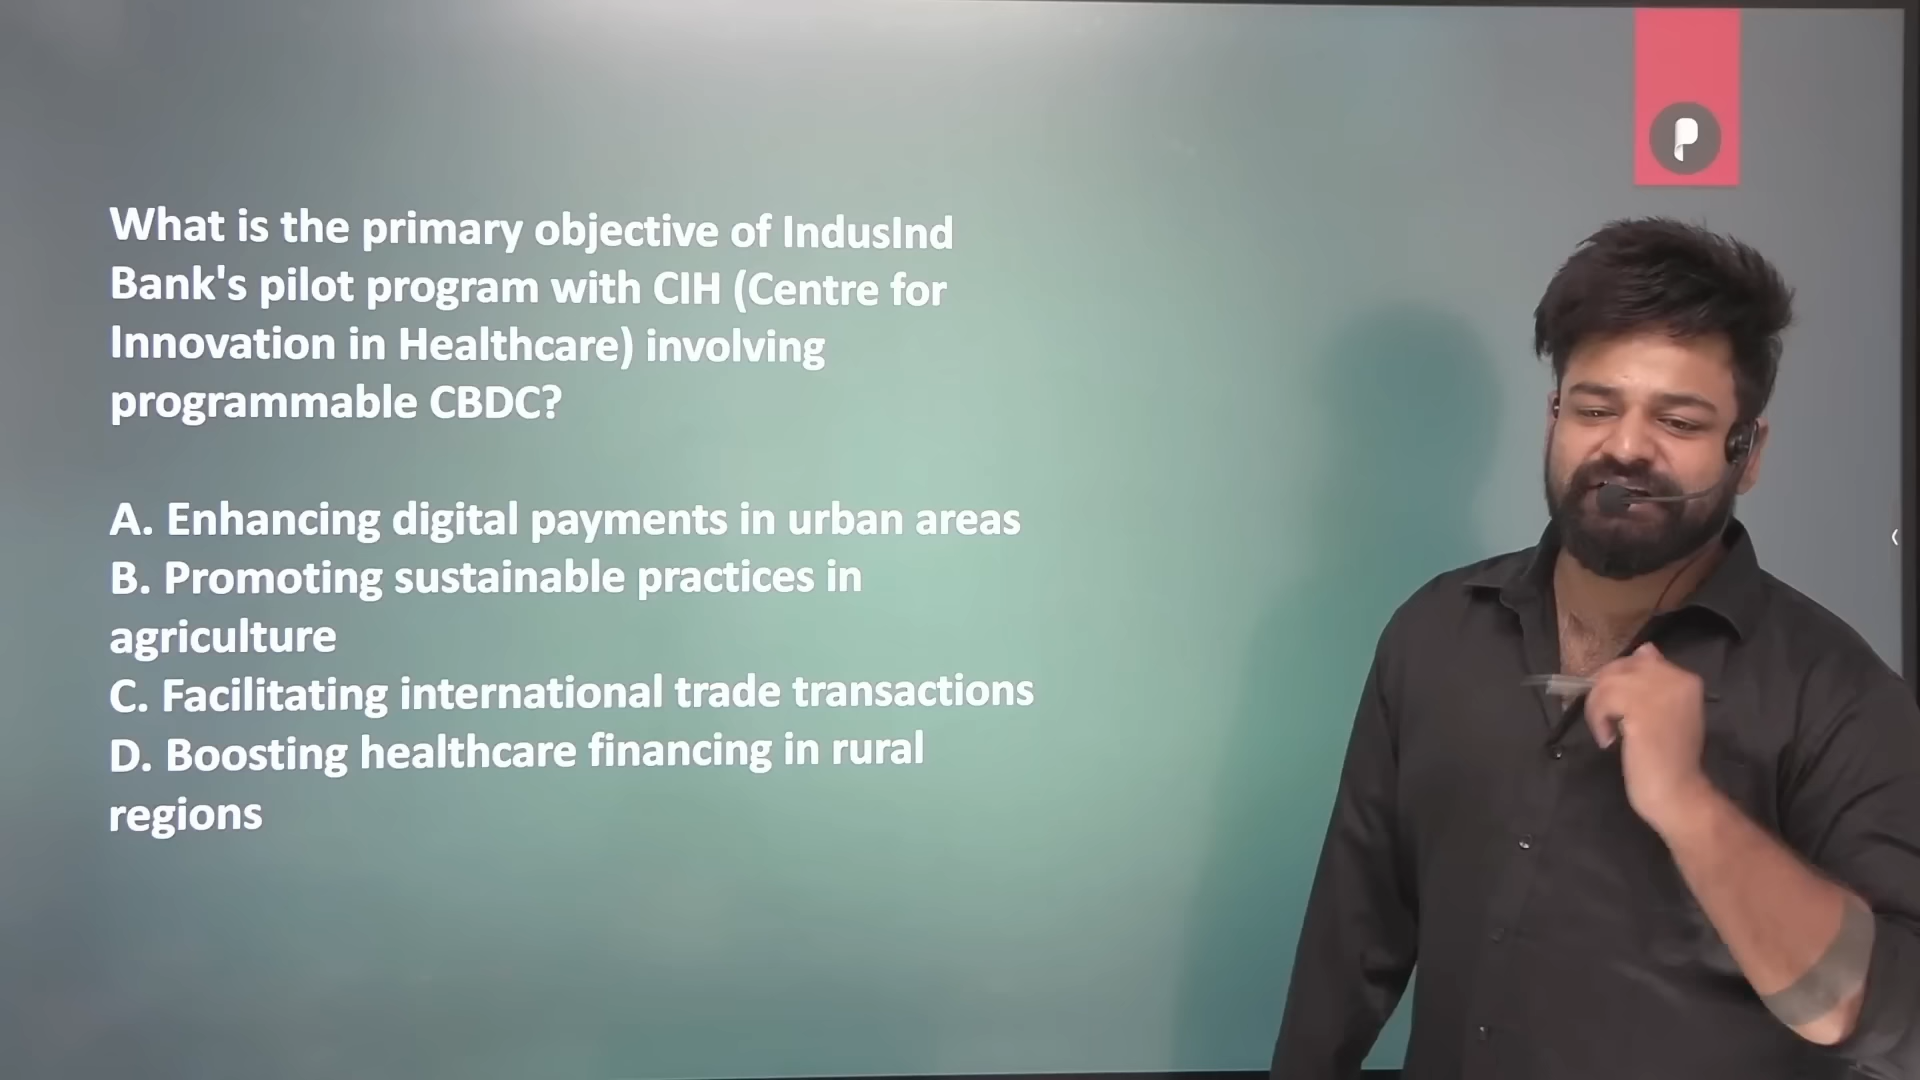 What is the primary objective of IndusInd
Bank's pilot program with CIH (Centre for
Innovation in Healthcare) involving
programmable CBDC?
A. Enhancing digital payments in urban areas
B. Promoting sustainable practices in
agriculture
C. Facilitating international trade transactions
D. Boosting healthcare financing in rural
regions